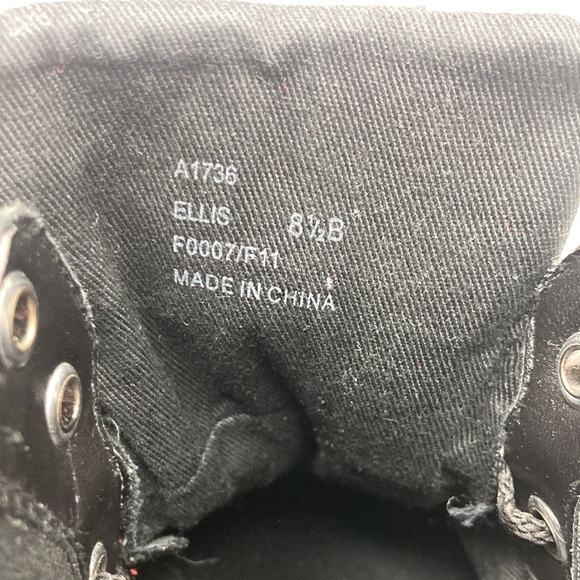 A1736
ELLIS 8½B
F0007/F11
MADE IN CHINA